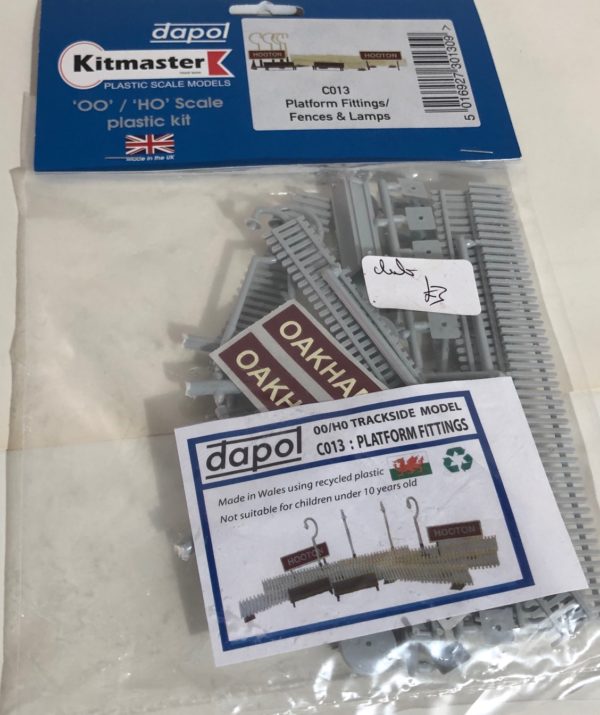 dapol
Kitmaster
PLASTIC SCALE MODELS
'OO' / 'HO' Scale
plastic kit
Made in the UK
HOOTON
HOOTON
C013
Platform Fittings/
Fences & Lamps
5 016927 301309 >
club
£3
OAKHA
OAKH
dapol
00/H0 TRACKSIDE MODEL
C013 : PLATFORM FITTINGS
Made in Wales using recycled plastic
Not suitable for children under 10 years old
HOOTON
HOOTON